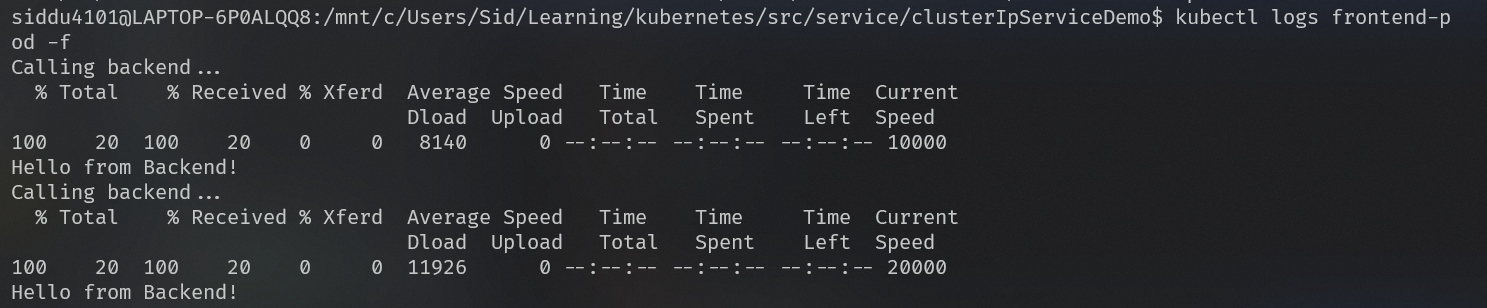 siddu4101@LAPTOP-6P0ALQQ8:/mnt/c/Users/Sid/Learning/kubernetes/src/service/clusterIpServiceDemo$ kubectl logs frontend-p
od -f
Calling backend...
  % Total    % Received % Xferd  Average Speed   Time    Time     Time  Current
                                 Dload  Upload   Total   Spent    Left  Speed
100    20  100    20    0     0   8140      0 --:--:-- --:--:-- --:--:-- 10000
Hello from Backend!
Calling backend...
  % Total    % Received % Xferd  Average Speed   Time    Time     Time  Current
                                 Dload  Upload   Total   Spent    Left  Speed
100    20  100    20    0     0  11926      0 --:--:-- --:--:-- --:--:-- 20000
Hello from Backend!